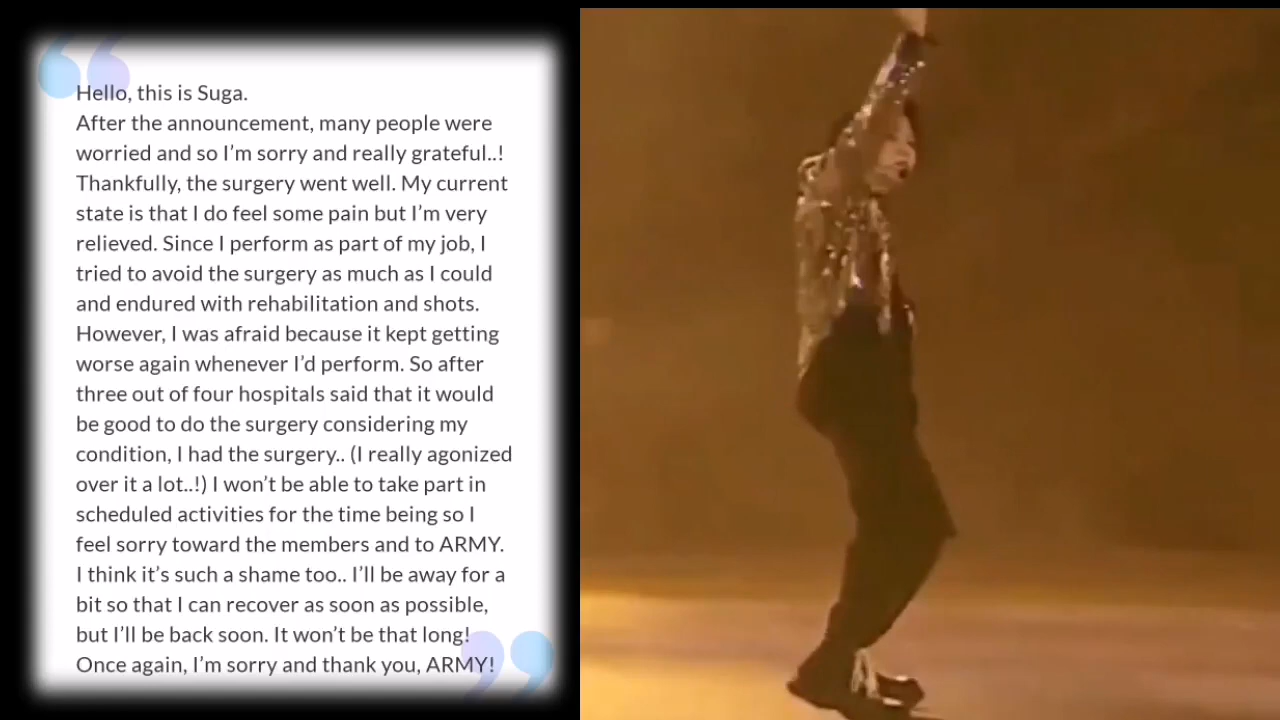 Hello, this is Suga.
After the announcement, many people were
worried and so I’m sorry and really grateful..!
Thankfully, the surgery went well. My current
state is that I do feel some pain but I’m very
relieved. Since I perform as part of my job, I
tried to avoid the surgery as much as I could
and endured with rehabilitation and shots.
However, I was afraid because it kept getting
worse again whenever I’d perform. So after
three out of four hospitals said that it would
be good to do the surgery considering my
condition, I had the surgery.. (I really agonized
over it a lot..!) I won’t be able to take part in
scheduled activities for the time being so I
feel sorry toward the members and to ARMY.
I think it’s such a shame too.. I’ll be away for a
bit so that I can recover as soon as possible,
but I’ll be back soon. It won’t be that long!
Once again, I’m sorry and thank you, ARMY!